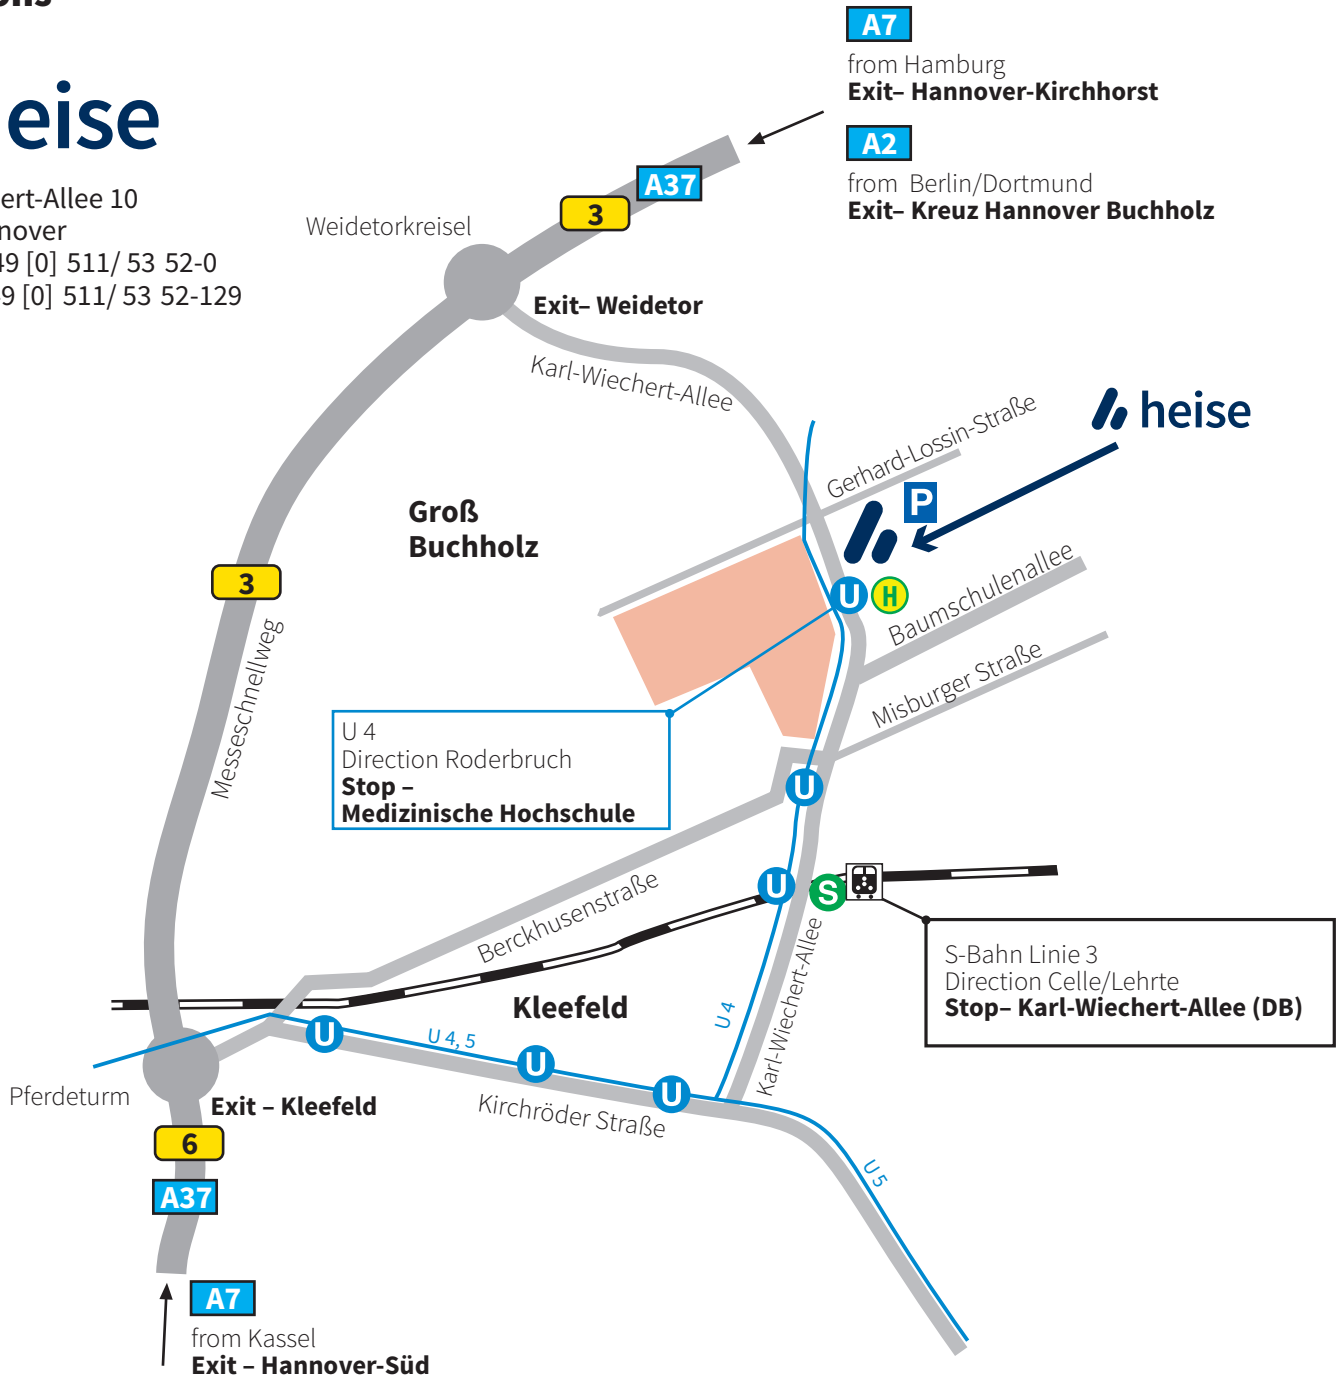 eise
ert-Allee 10
nover
49 [0] 511/ 53 52-0
9 [0] 511/ 53 52-129
A7
from Hamburg
Exit– Hannover-Kirchhorst
A2
from Berlin/Dortmund
Exit– Kreuz Hannover Buchholz
A37
3
Weidetorkreisel
Exit– Weidetor
Karl-Wiechert-Allee
heise
Gerhard-Lossin-Straße
P
Groß
Buchholz
3
U
H
Baumschulenallee
Messeschnellweg
Misburger Straße
U 4
Direction Roderbruch
Stop –
Medizinische Hochschule
U
U
S
Berckhusenstraße
Karl-Wiechert-Allee
S-Bahn Linie 3
Direction Celle/Lehrte
Stop– Karl-Wiechert-Allee (DB)
Kleefeld
U 4
U
U 4, 5
U
U
Pferdeturm
Exit – Kleefeld
Kirchröder Straße
6
U 5
A37
A7
from Kassel
Exit – Hannover-Süd